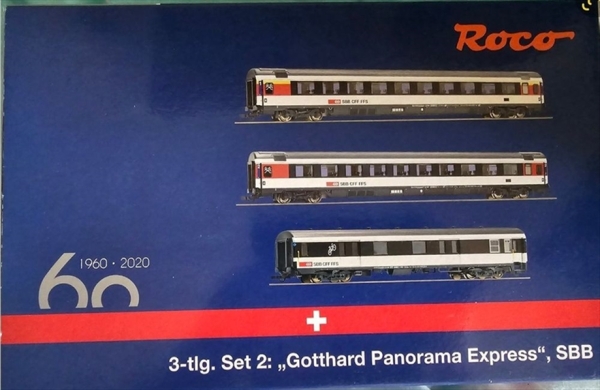 Roco
SBB CFF FFS
SBB CFF FFS
SBB CFF FFS
1960 · 2020
60
3-tlg. Set 2: „Gotthard Panorama Express“, SBB